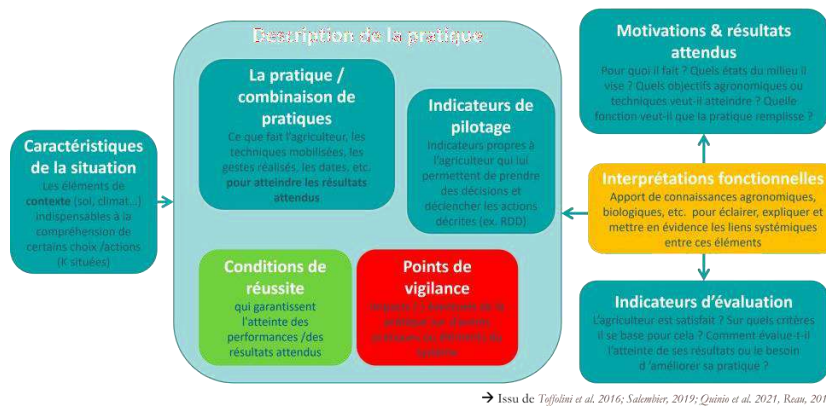 Description de la pratique
Caractéristiques
de la situation
Les éléments de
contexte (sol, climat...)
indispensables à la
compréhension de
certains choix /actions
(K situées)
La pratique /
combinaison de
pratiques
Ce que fait l'agriculteur, les
techniques mobilisées, les
gestes réalisés, les dates, etc.
pour atteindre les résultats
attendus
Indicateurs de
pilotage
Indicateurs propres à
l'agriculteur qui lui
permettent de prendre
des décisions et
déclencher les actions
décrites (ex. RDD)
Conditions de
réussite
qui garantissent
l'atteinte des
performances /des
résultats attendus
Points de
vigilance
pratique sur d'autres
système
Motivations & résultats
attendus
Pour quoi il fait ? Quels états du milieu il
vise ? Quels objectifs agronomiques ou
techniques veut-il atteindre ? Quelle
fonction veut-il que la pratique remplisse ?
Interprétations fonctionnelles
Apport de connaissances agronomiques,
biologiques, etc. pour éclairer, expliquer et
mettre en évidence les liens systémiques
entre ces éléments
Indicateurs d'évaluation
L'agriculteur est satisfait ? Sur quels critères
il se base pour cela ? Comment évalue-t-il
l'atteinte de ses résultats ou le besoin
d 'améliorer sa pratique ?
→ Issu de Toffolini et al. 2016; Salembier, 2019; Quinio et al. 2021, Reau, 201